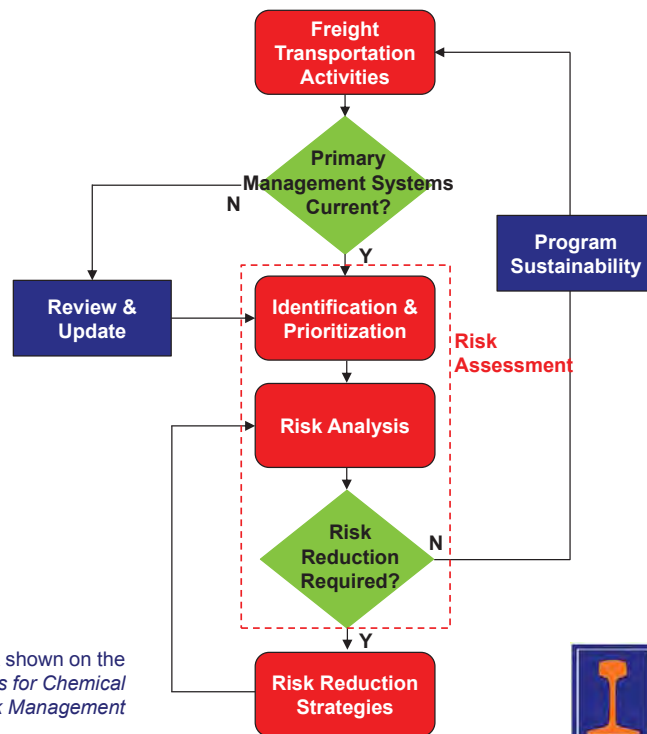 Freight
Transportation
Activities
Primary
Management Systems
Current?
N
Y
Program
Sustainability
Review &
Update
Identification &
Prioritization
Risk
Assessment
Risk Analysis
Risk
Reduction
Required?
N
Y
Risk Reduction
Strategies
shown on the
s for Chemical
k Management